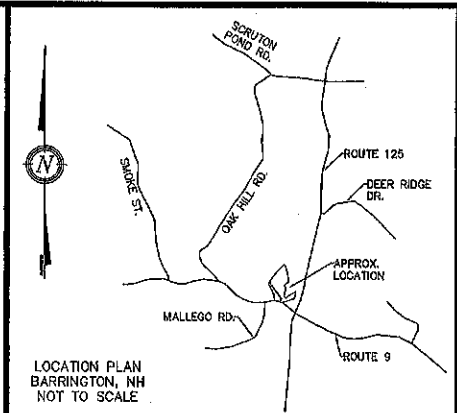 SCRUTON
POND RD.
SMOKE ST.
OAK HILL RD.
ROUTE 125
DEER RIDGE
DR.
N
APPROX.
LOCATION
MALLEGO RD.
ROUTE 9
LOCATION PLAN
BARRINGTON, NH
NOT TO SCALE